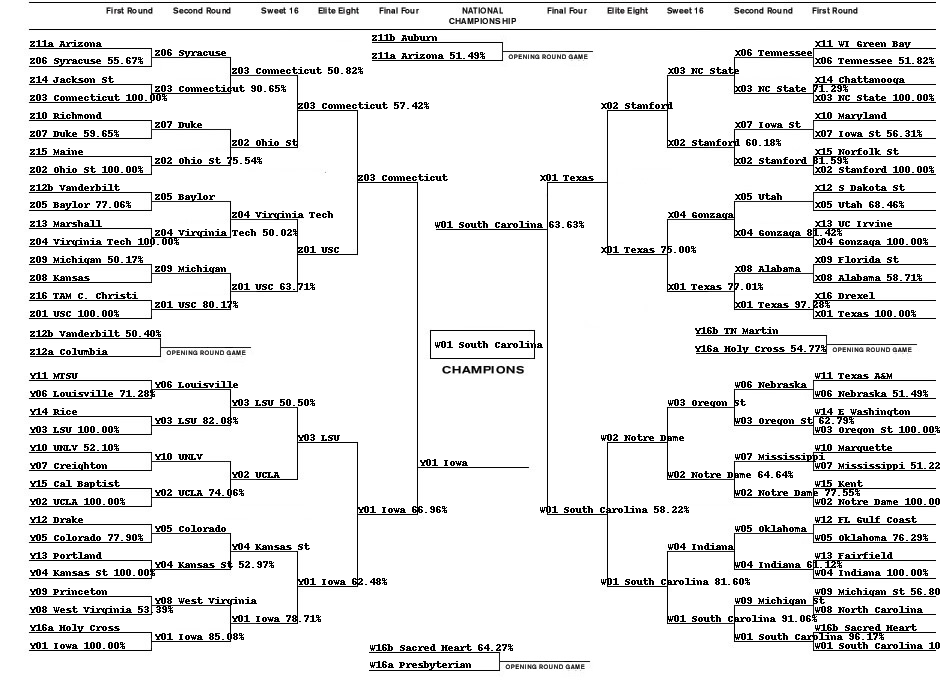 First Round Second Round Sweet 16 Elite Eight Final Four NATIONAL CHAMPIONSHIP Final Four Elite Eight Sweet 16 Second Round First Round
Z11a Arizona
Z06 Syracuse 55.67%
Z14 Jackson St
Z03 Connecticut 100.00%
Z10 Richmond
Z07 Duke 59.65%
Z15 Maine
Z02 Ohio St 100.00%
Z12b Vanderbilt
Z05 Baylor 77.06%
Z13 Marshall
Z04 Virginia Tech 100.00%
Z09 Michigan 50.17%
Z08 Kansas
Z16 TAM C. Christi
Z01 USC 100.00%
Z12b Vanderbilt 50.40%
Z12a Columbia
OPENING ROUND GAME
Z06 Syracuse
Z03 Connecticut 90.65%
Z07 Duke
Z02 Ohio St 75.54%
Z05 Baylor
Z04 Virginia Tech 50.02%
Z09 Michigan
Z01 USC 80.17%
Z03 Connecticut 50.82%
Z02 Ohio St
Z04 Virginia Tech
Z01 USC 63.71%
Z03 Connecticut 57.42%
Z01 USC
Z03 Connecticut
Z11b Auburn
Z11a Arizona 51.49%
OPENING ROUND GAME
Y11 MTSU
Y06 Louisville 71.28%
Y14 Rice
Y03 LSU 100.00%
Y10 UNLV 52.10%
Y07 Creighton
Y15 Cal Baptist
Y02 UCLA 100.00%
Y12 Drake
Y05 Colorado 77.90%
Y13 Portland
Y04 Kansas St 100.00%
Y09 Princeton
Y08 West Virginia 53.39%
Y16a Holy Cross
Y01 Iowa 100.00%
Y06 Louisville
Y03 LSU 82.08%
Y10 UNLV
Y02 UCLA 74.06%
Y05 Colorado
Y04 Kansas St 52.97%
Y08 West Virginia
Y01 Iowa 85.08%
Y03 LSU 50.50%
Y02 UCLA
Y04 Kansas St
Y01 Iowa 78.71%
Y03 LSU
Y01 Iowa 62.48%
Y01 Iowa 66.96%
W01 South Carolina 63.63%
W01 South Carolina
CHAMPIONS
Y01 Iowa
W16b Sacred Heart 64.27%
W16a Presbyterian
OPENING ROUND GAME
X01 Texas
W01 South Carolina 58.22%
X02 Stanford
X01 Texas 75.00%
X03 NC State
X02 Stanford 60.18%
X04 Gonzaga
X01 Texas 77.01%
X06 Tennessee
X03 NC State 71.29%
X07 Iowa St
X02 Stanford 81.59%
X05 Utah
X04 Gonzaga 81.42%
X08 Alabama
X01 Texas 97.28%
X11 WI Green Bay
X06 Tennessee 51.82%
X14 Chattanooga
X03 NC State 100.00%
X10 Maryland
X07 Iowa St 56.31%
X15 Norfolk St
X02 Stanford 100.00%
X12 S Dakota St
X05 Utah 68.46%
X13 UC Irvine
X04 Gonzaga 100.00%
X09 Florida St
X08 Alabama 58.71%
X16 Drexel
X01 Texas 100.00%
Y16b TN Martin
Y16a Holy Cross 54.77%
OPENING ROUND GAME
W02 Notre Dame
W01 South Carolina 81.60%
W03 Oregon St
W02 Notre Dame 64.64%
W04 Indiana
W01 South Carolina 91.06%
W06 Nebraska
W03 Oregon St 62.79%
W07 Mississippi
W02 Notre Dame 77.55%
W05 Oklahoma
W04 Indiana 61.12%
W09 Michigan St
W01 South Carolina 96.17%
W11 Texas A&M
W06 Nebraska 51.49%
W14 E Washington
W03 Oregon St 100.00%
W10 Marquette
W07 Mississippi 51.22
W15 Kent
W02 Notre Dame 100.00
W12 FL Gulf Coast
W05 Oklahoma 76.29%
W13 Fairfield
W04 Indiana 100.00%
W09 Michigan St 56.80
W08 North Carolina
W16b Sacred Heart
W01 South Carolina 10